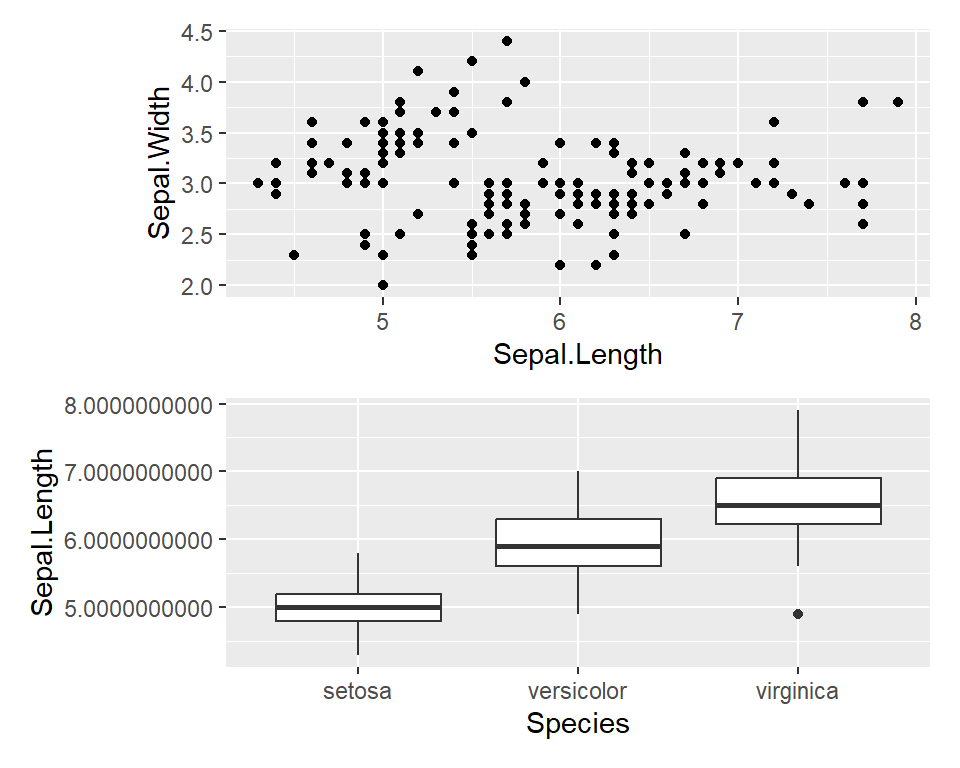 Sepal.Width
4.5
4.0
3.5
3.0
2.5
2.0
5 6 7 8
Sepal.Length
Sepal.Length
8.0000000000
7.0000000000
6.0000000000
5.0000000000
setosa versicolor virginica
Species